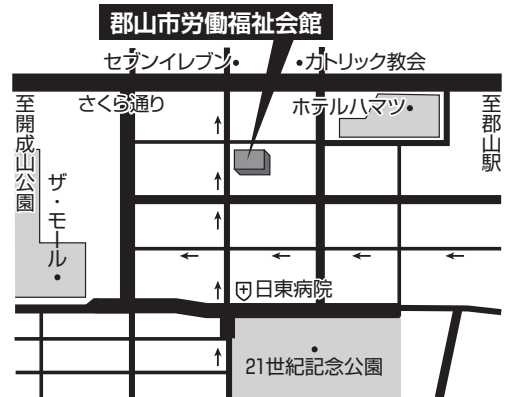 郡山市労働福祉会館
セブンイレブン
カトリック教会
さくら通り
ホテルハマツ
至開成山公園
至郡山駅
ザ・モール
日東病院
21世紀記念公園